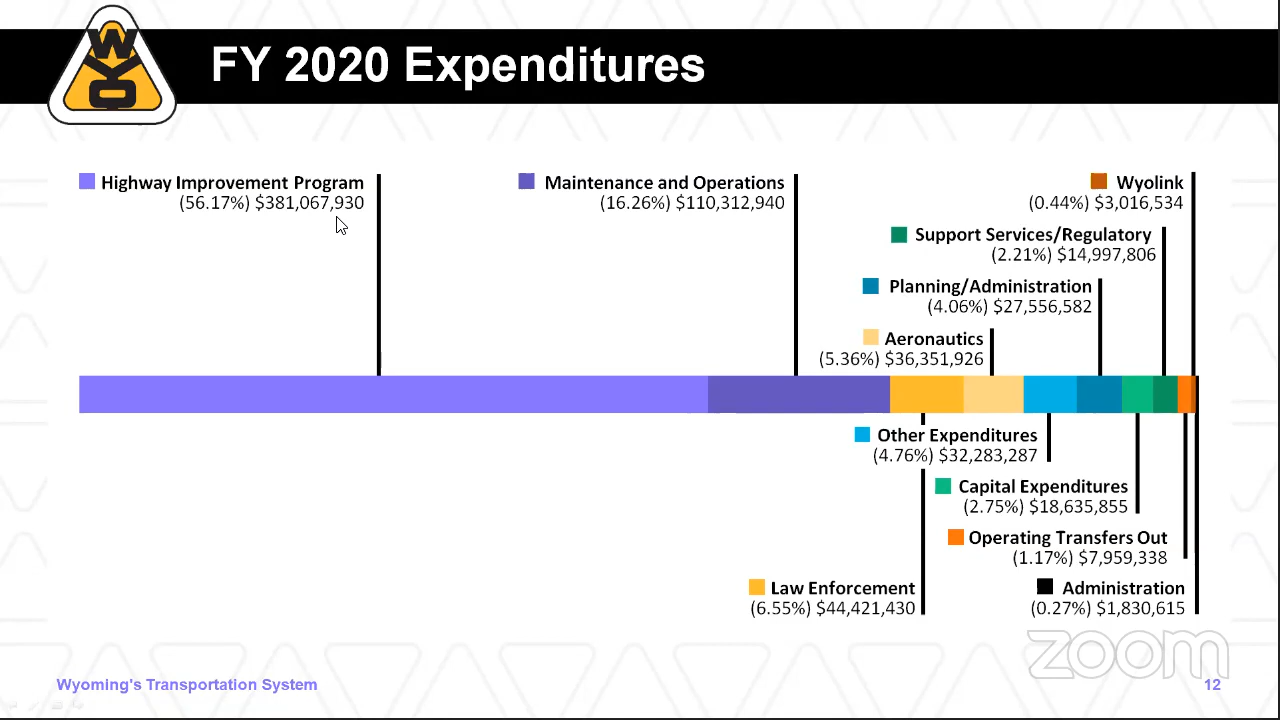 WYO
FY 2020 Expenditures
Highway Improvement Program
(56.17%) $381,067,930
Maintenance and Operations
(16.26%) $110,312,940
Wyolink
(0.44%) $3,016,534
Support Services/Regulatory
(2.21%) $14,997,806
Planning/Administration
(4.06%) $27,556,582
Aeronautics
(5.36%) $36,351,926
Other Expenditures
(4.76%) $32,283,287
Capital Expenditures
(2.75%) $18,635,855
Operating Transfers Out
(1.17%) $7,959,338
Law Enforcement
(6.55%) $44,421,430
Administration
(0.27%) $1,830,615
zoom
Wyoming's Transportation System
12